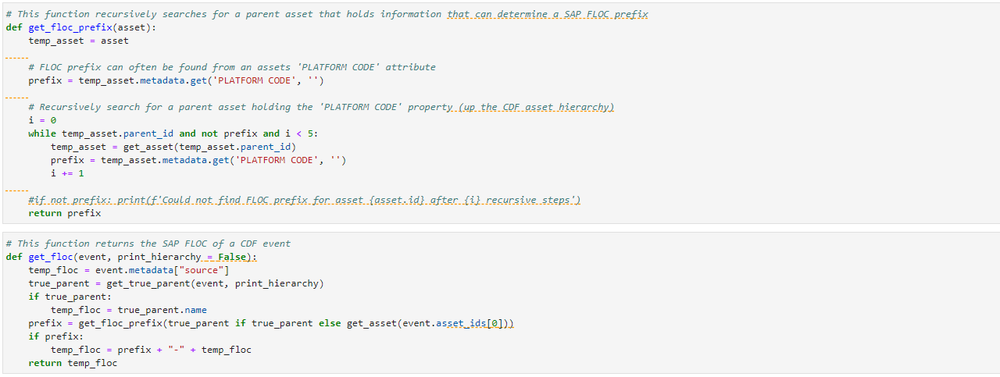 # This function recursively searches for a parent asset that holds information that can determine a SAP FLOC prefix
def get_floc_prefix(asset):
    temp_asset = asset

    # FLOC prefix can often be found from an assets 'PLATFORM CODE' attribute
    prefix = temp_asset.metadata.get('PLATFORM CODE', '')

    # Recursively search for a parent asset holding the 'PLATFORM CODE' property (up the CDF asset hierarchy)
    i = 0
    while temp_asset.parent_id and not prefix and i < 5:
        temp_asset = get_asset(temp_asset.parent_id)
        prefix = temp_asset.metadata.get('PLATFORM CODE', '')
        i += 1

    #if not prefix: print(f'Could not find FLOC prefix for asset {asset.id} after {i} recursive steps')
    return prefix

# This function returns the SAP FLOC of a CDF event
def get_floc(event, print_hierarchy = False):
    temp_floc = event.metadata["source"]
    true_parent = get_true_parent(event, print_hierarchy)
    if true_parent:
        temp_floc = true_parent.name
    prefix = get_floc_prefix(true_parent if true_parent else get_asset(event.asset_ids[0]))
    if prefix:
        temp_floc = prefix + "-" + temp_floc
    return temp_floc